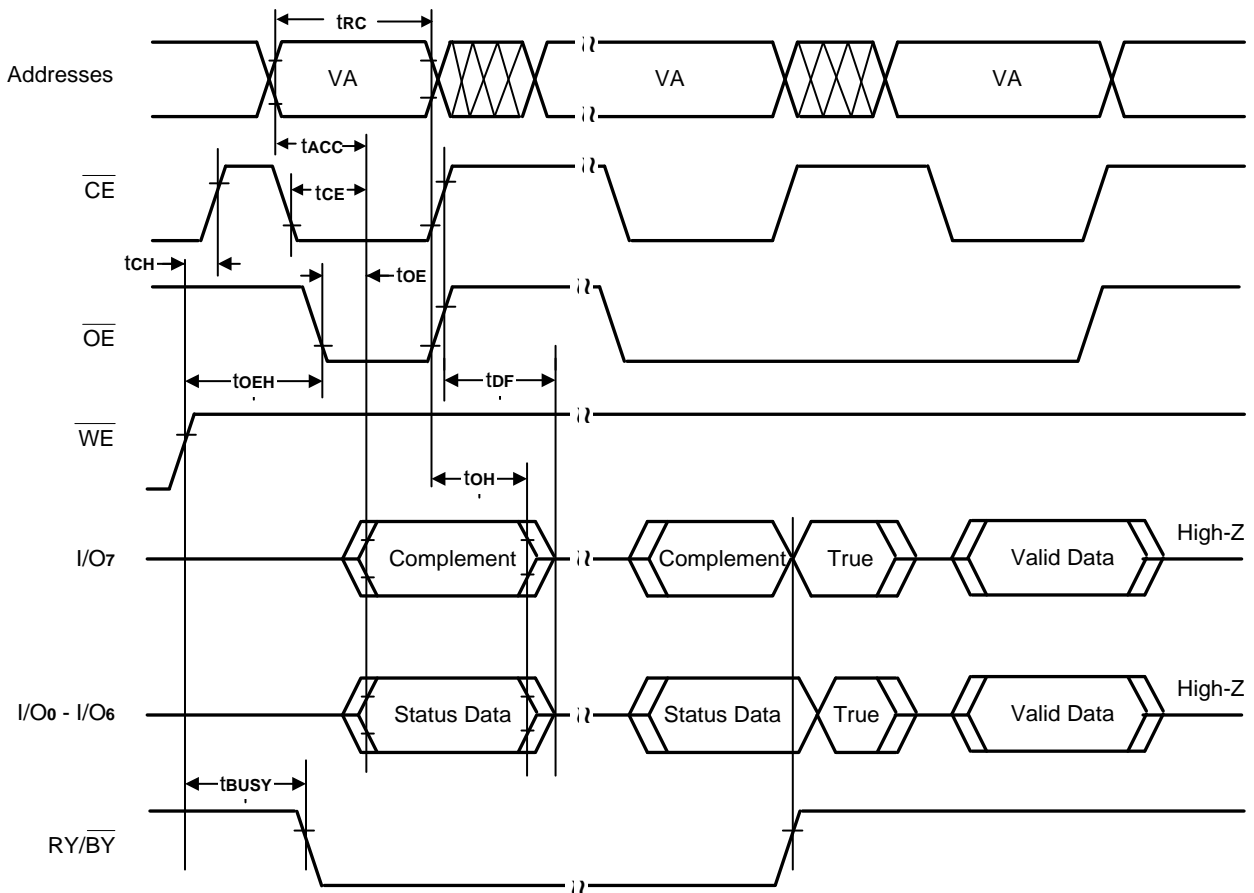 tRC
Addresses
VA
VA
VA
tACC
CE
tCE
tCH
tOE
OE
tOEH
tDF
WE
tOH
I/O7
Complement
Complement
True
Valid Data
High-Z
I/O0 - I/O6
Status Data
Status Data
True
Valid Data
High-Z
tBUSY
RY/BY